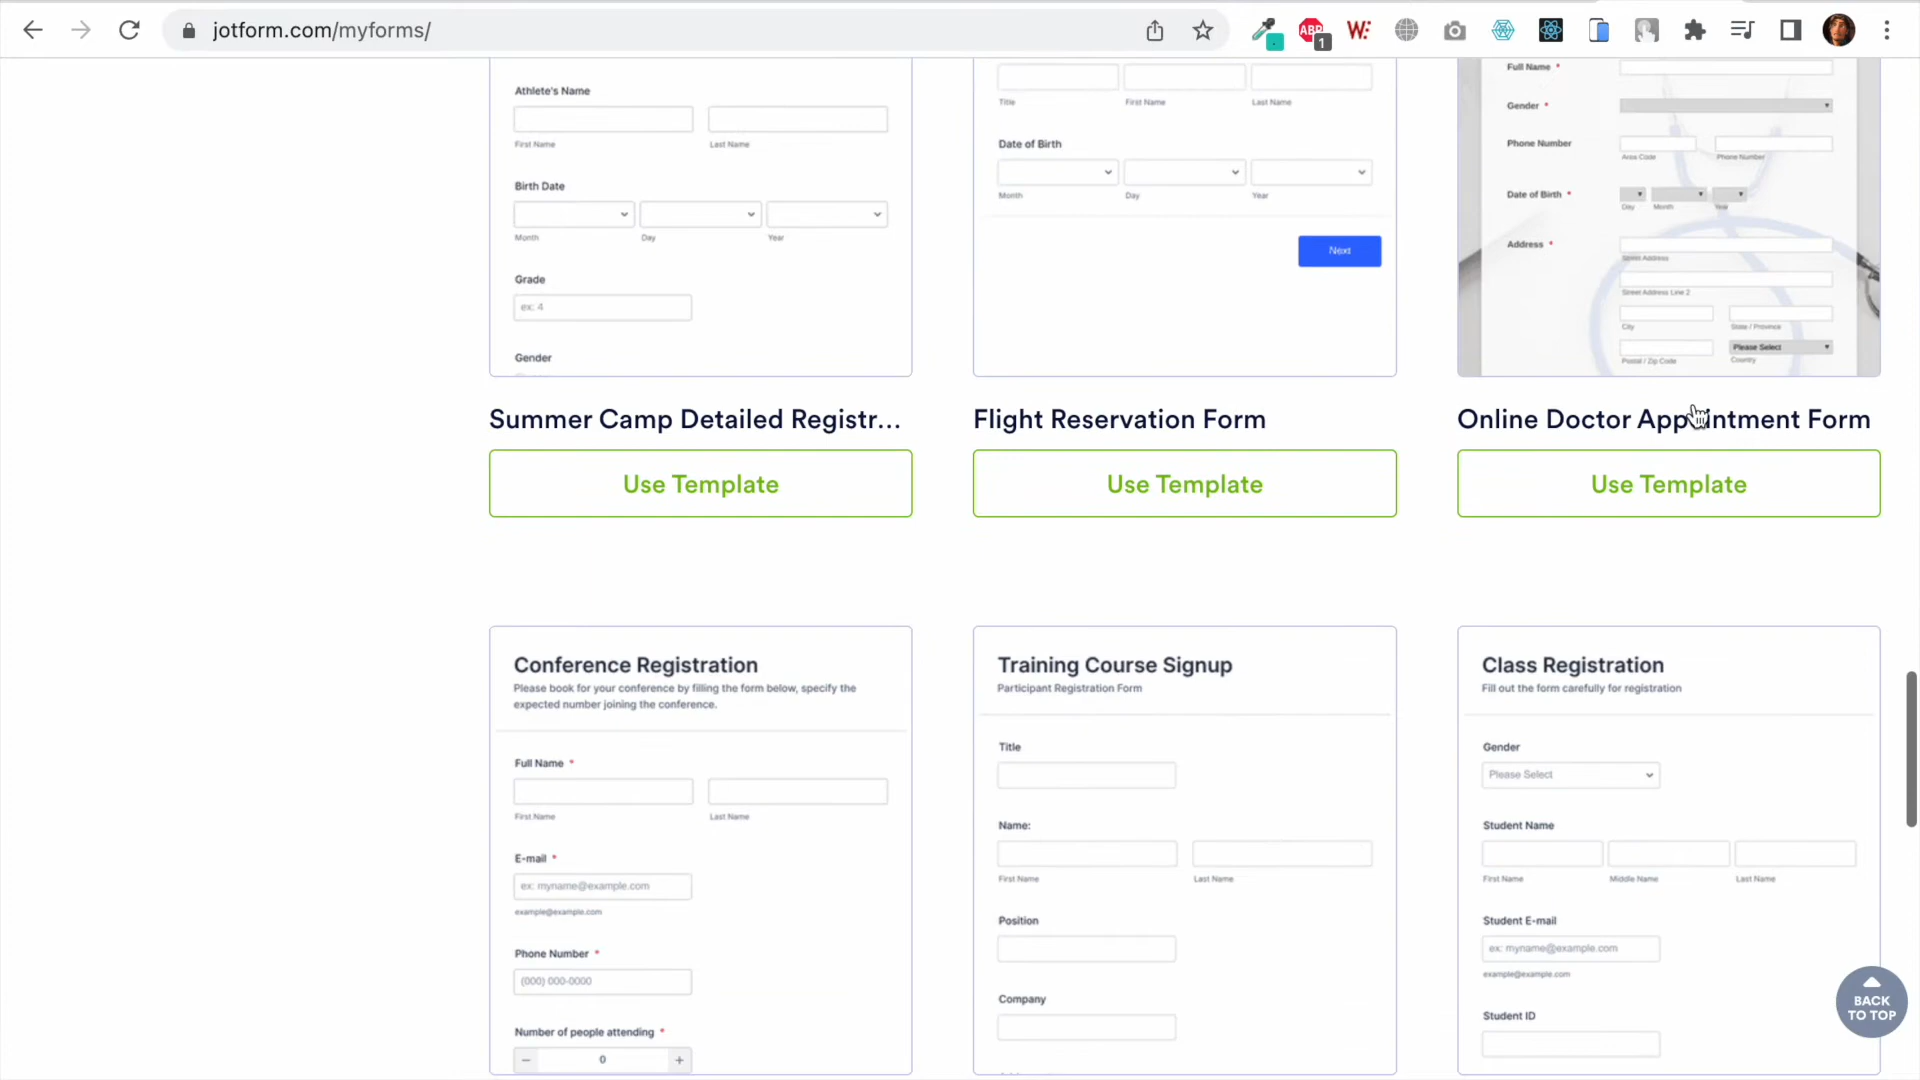 jotform.com/myforms/
ABP
1
W
Athlete's Name
First Name
Last Name
Birth Date
Month
Day
Year
Grade
ex: 4
Gender
Title
First Name
Last Name
Date of Birth
Month
Day
Year
Next
Full Name *
Gender *
Phone Number
Area Code
Phone Number
Date of Birth *
Day
Month
Year
Address *
Street Address
Street Address Line 2
City
State / Province
Please Select
Postal / Zip Code
Country
Summer Camp Detailed Registr...
Flight Reservation Form
Online Doctor Appointment Form
Use Template
Use Template
Use Template
Conference Registration
Please book for your conference by filling the form below, specify the
expected number joining the conference.
Full Name *
First Name
Last Name
E-mail *
ex: myname@example.com
example@example.com
Phone Number *
(000) 000-0000
Number of people attending *
− 0 +
Training Course Signup
Participant Registration Form
Title
Name:
First Name
Last Name
Position
Company
Class Registration
Fill out the form carefully for registration
Gender
Please Select
Student Name
First Name
Middle Name
Last Name
Student E-mail
ex: myname@example.com
example@example.com
Student ID
BACK
TO TOP